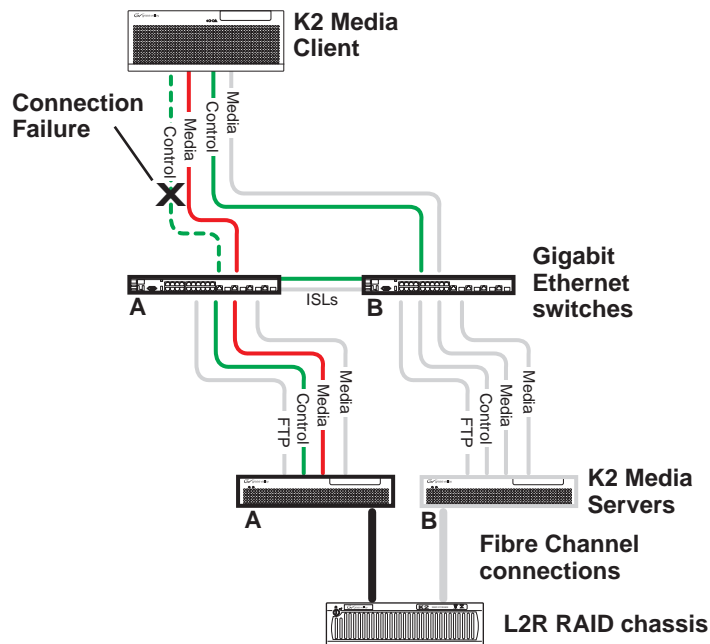 K2 Media
Client
Connection
Failure
Control
Media
Control
Media
Gigabit
Ethernet
switches
A
ISLs
B
FTP
Control
Media
Media
FTP
Control
Media
Media
K2 Media
Servers
A
B
Fibre Channel
connections
K2
L2R RAID chassis